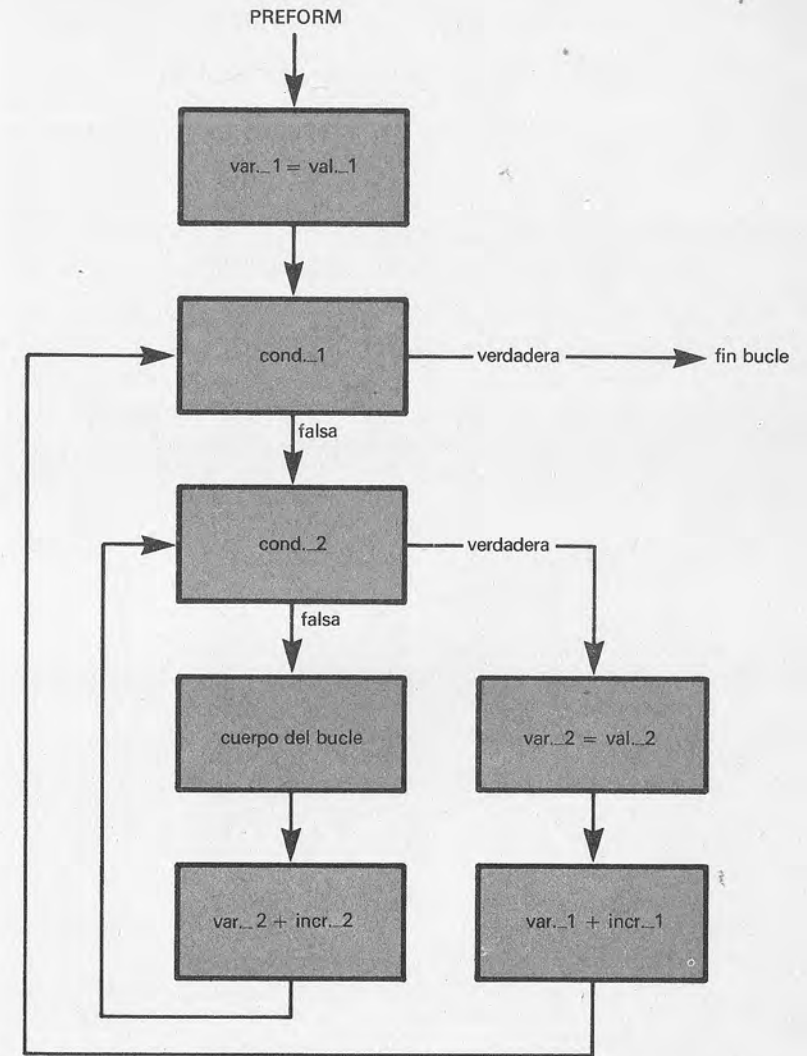 PREFORM
var._1 = val._1
cond._1
verdadera
fin bucle
falsa
cond._2
verdadera
falsa
cuerpo del bucle
var._2 = val._2
var._2 + incr._2
var._1 + incr._1